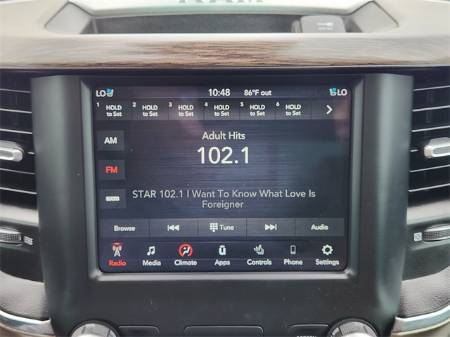 LO 10:48 86°F out LO
1 HOLD to Set 2 HOLD to Set 3 HOLD to Set 4 HOLD to Set 5 HOLD to Set 6 HOLD to Set
AM
Adult Hits
FM
102.1
STAR 102.1 I Want To Know What Love Is
Foreigner
Browse Tune Audio
Radio Media Climate Apps Controls Phone Settings